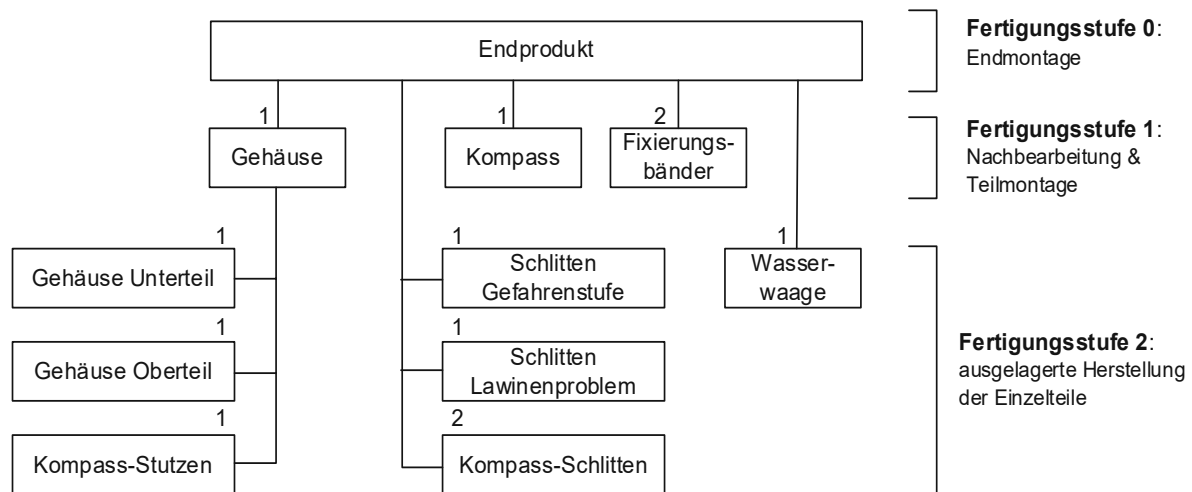 Endprodukt
Fertigungsstufe 0:
Endmontage
1
1
2
Gehäuse
Kompass
Fixierungs-
bänder
Fertigungsstufe 1:
Nachbearbeitung &
Teilmontage
1
1
1
Gehäuse Unterteil
Schlitten
Gefahrenstufe
Wasser-
waage
1
1
Gehäuse Oberteil
Schlitten
Lawinenproblem
Fertigungsstufe 2:
ausgelagerte Herstellung
der Einzelteile
1
2
Kompass-Stutzen
Kompass-Schlitten